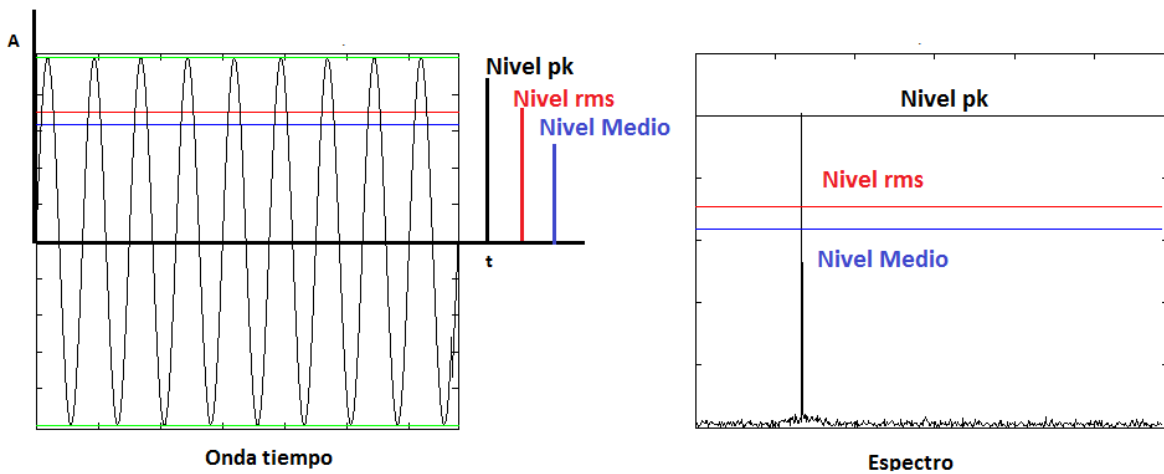 A
Nivel pk
Nivel rms
Nivel Medio
t
Onda tiempo
Nivel pk
Nivel rms
Nivel Medio
Espectro